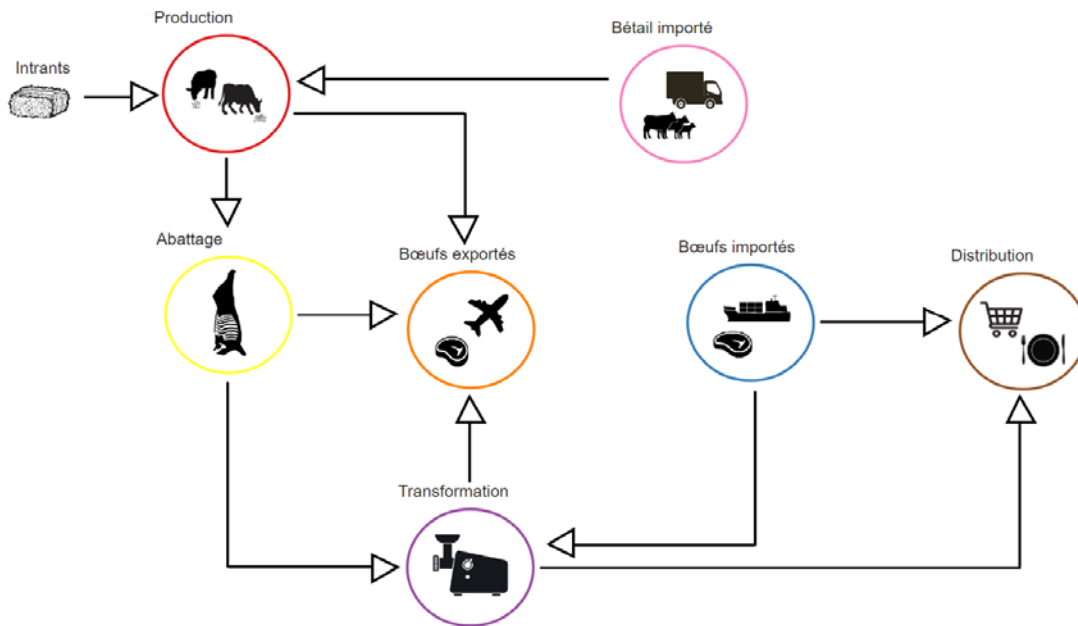 Production
Bétail importé
Intrants
Abattage
Bœufs exportés
Bœufs importés
Distribution
Transformation